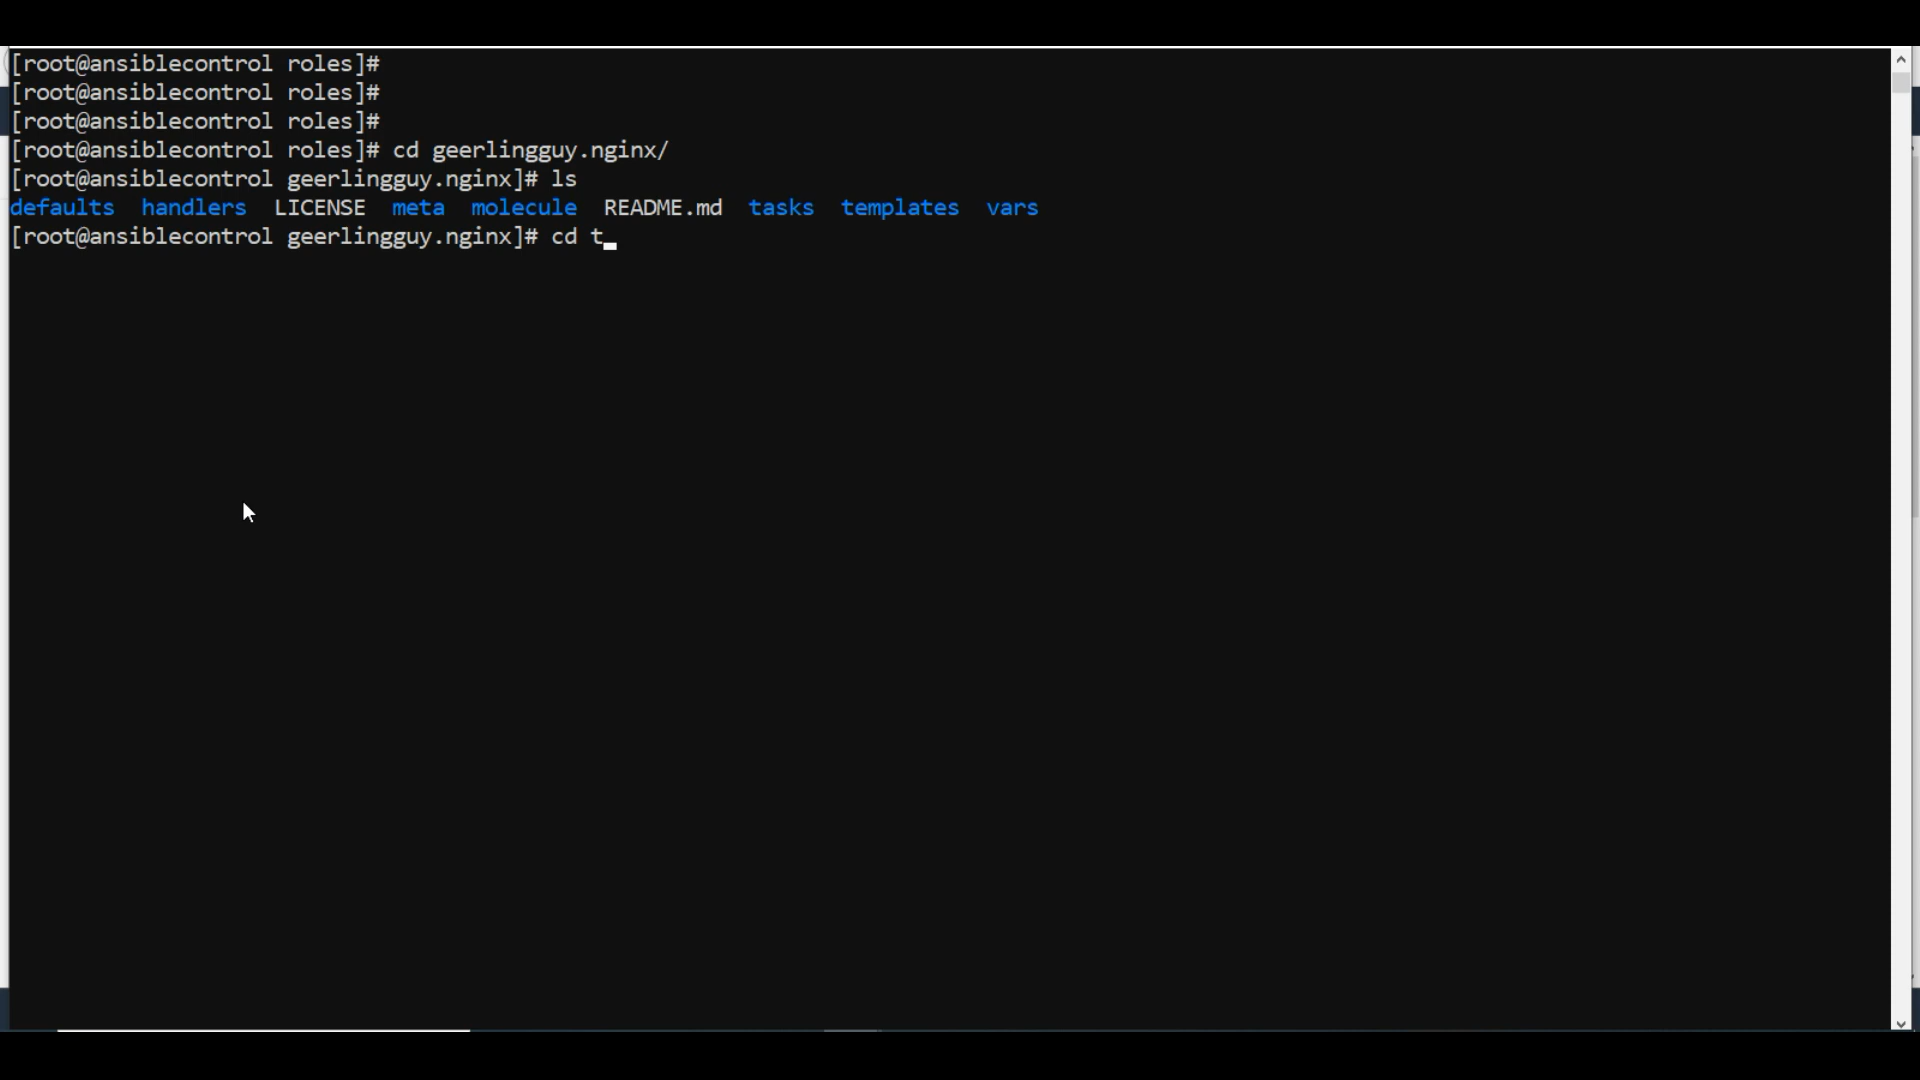 [root@ansiblecontrol roles]#
[root@ansiblecontrol roles]#
[root@ansiblecontrol roles]#
[root@ansiblecontrol roles]# cd geerlingguy.nginx/
[root@ansiblecontrol geerlingguy.nginx]# ls
defaults  handlers  LICENSE  meta  molecule  README.md  tasks  templates  vars
[root@ansiblecontrol geerlingguy.nginx]# cd t